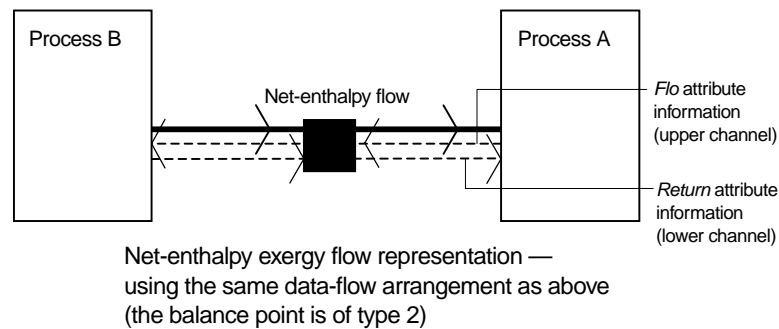 Process B
Process A
Net-enthalpy flow
Flo attribute
information
(upper channel)
Return attribute
information
(lower channel)
Net-enthalpy exergy flow representation —
using the same data-flow arrangement as above
(the balance point is of type 2)